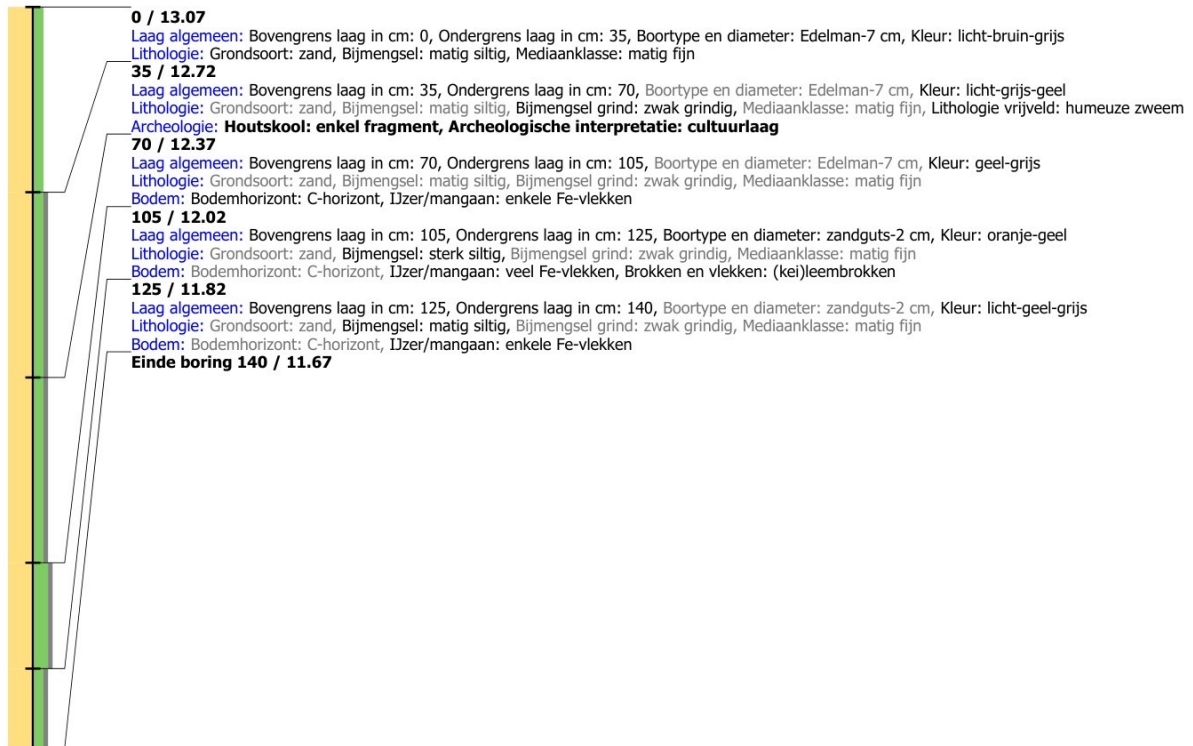 0 / 13.07
Laag algemeen: Bovengrens laag in cm: 0, Ondergrens laag in cm: 35, Boortype en diameter: Edelman-7 cm, Kleur: licht-bruin-grijs
Lithologie: Grondsoort: zand, Bijmengsel: matig siltig, Mediaanklasse: matig fijn
35 / 12.72
Laag algemeen: Bovengrens laag in cm: 35, Ondergrens laag in cm: 70, Boortype en diameter: Edelman-7 cm, Kleur: licht-grijs-geel
Lithologie: Grondsoort: zand, Bijmengsel: matig siltig, Bijmengsel grind: zwak grindig, Mediaanklasse: matig fijn, Lithologie vrijveld: humeuze zweem
Archeologie: Houtskool: enkel fragment, Archeologische interpretatie: cultuurlaag
70 / 12.37
Laag algemeen: Bovengrens laag in cm: 70, Ondergrens laag in cm: 105, Boortype en diameter: Edelman-7 cm, Kleur: geel-grijs
Lithologie: Grondsoort: zand, Bijmengsel: matig siltig, Bijmengsel grind: zwak grindig, Mediaanklasse: matig fijn
Bodem: Bodemhorizont: C-horizont, IJzer/mangaan: enkele Fe-vlekken
105 / 12.02
Laag algemeen: Bovengrens laag in cm: 105, Ondergrens laag in cm: 125, Boortype en diameter: zandguts-2 cm, Kleur: oranje-geel
Lithologie: Grondsoort: zand, Bijmengsel: sterk siltig, Bijmengsel grind: zwak grindig, Mediaanklasse: matig fijn
Bodem: Bodemhorizont: C-horizont, IJzer/mangaan: veel Fe-vlekken, Brokken en vlekken: (kei)leembrokken
125 / 11.82
Laag algemeen: Bovengrens laag in cm: 125, Ondergrens laag in cm: 140, Boortype en diameter: zandguts-2 cm, Kleur: licht-geel-grijs
Lithologie: Grondsoort: zand, Bijmengsel: matig siltig, Bijmengsel grind: zwak grindig, Mediaanklasse: matig fijn
Bodem: Bodemhorizont: C-horizont, IJzer/mangaan: enkele Fe-vlekken
Einde boring 140 / 11.67